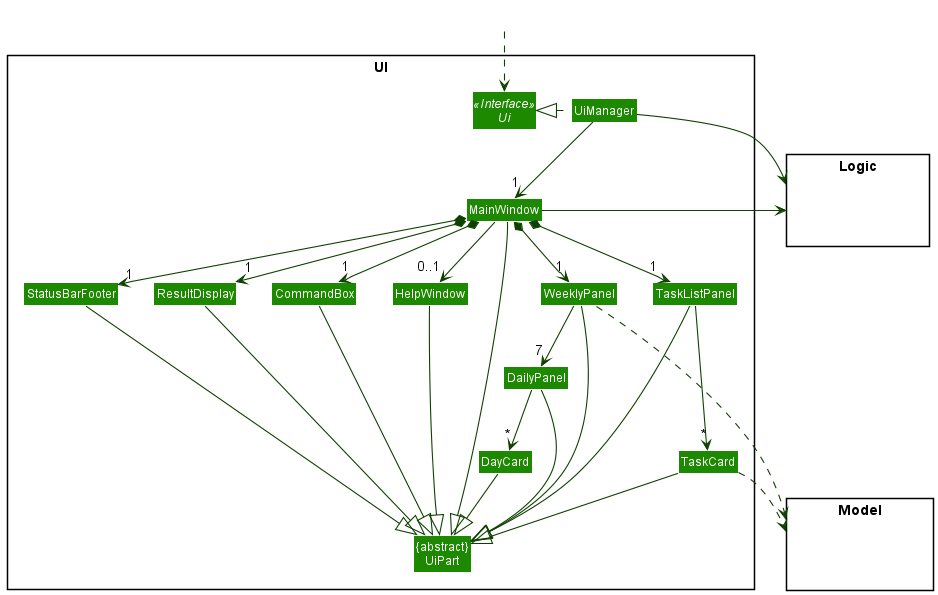 UI
«Interface»
Ui
UiManager
Logic
1
MainWindow
1
1
1
0..1
1
1
StatusBarFooter
ResultDisplay
CommandBox
HelpWindow
WeeklyPanel
TaskListPanel
7
DailyPanel
*
*
DayCard
TaskCard
Model
{abstract}
UiPart